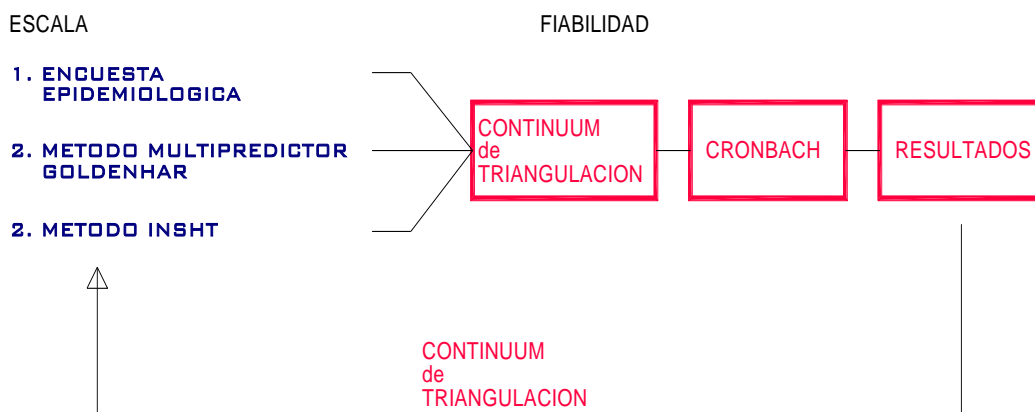 ESCALA
FIABILIDAD
1. ENCUESTA
EPIDEMIOLOGICA
2. METODO MULTIPREDICTOR
GOLDENHAR
2. METODO INSHT
CONTINUUM
de
TRIANGULACION
CRONBACH
RESULTADOS
CONTINUUM
de
TRIANGULACION